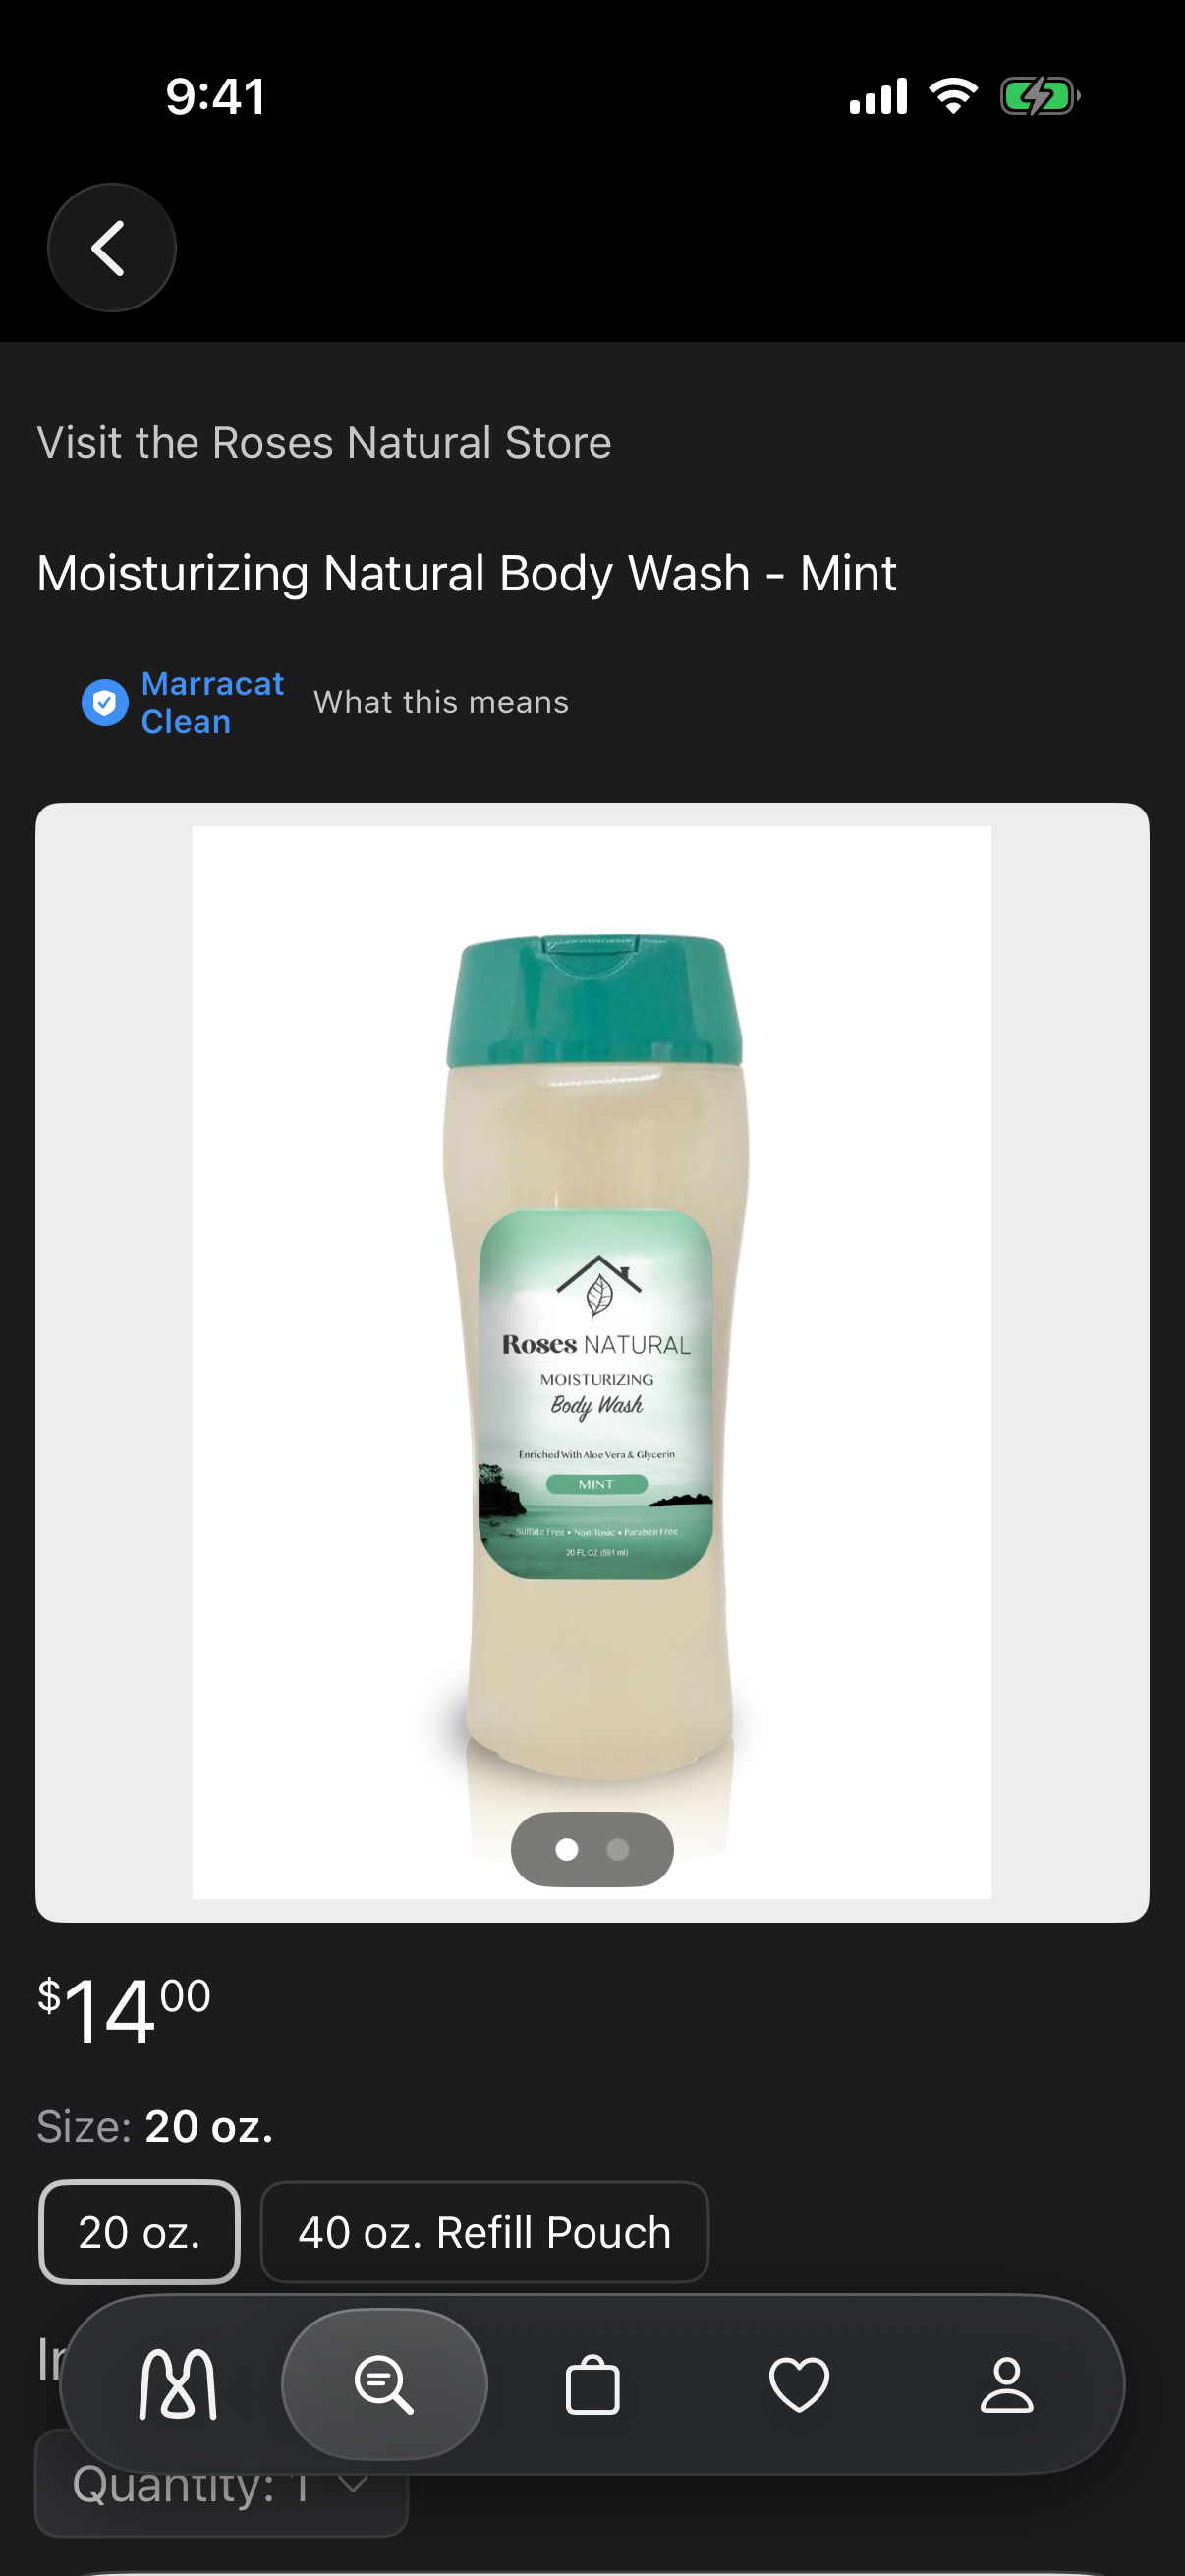 9:41
Visit the Roses Natural Store
Moisturizing Natural Body Wash - Mint
Marracat
Clean
What this means
Roses NATURAL
MOISTURIZING
Body Wash
Enriched With Aloe Vera & Glycerin
MINT
Sulfate Free • Non-Toxic • Paraben Free
20 FL OZ (591 ml)
$1400
Size: 20 oz.
20 oz.
40 oz. Refill Pouch
Quantity: 1